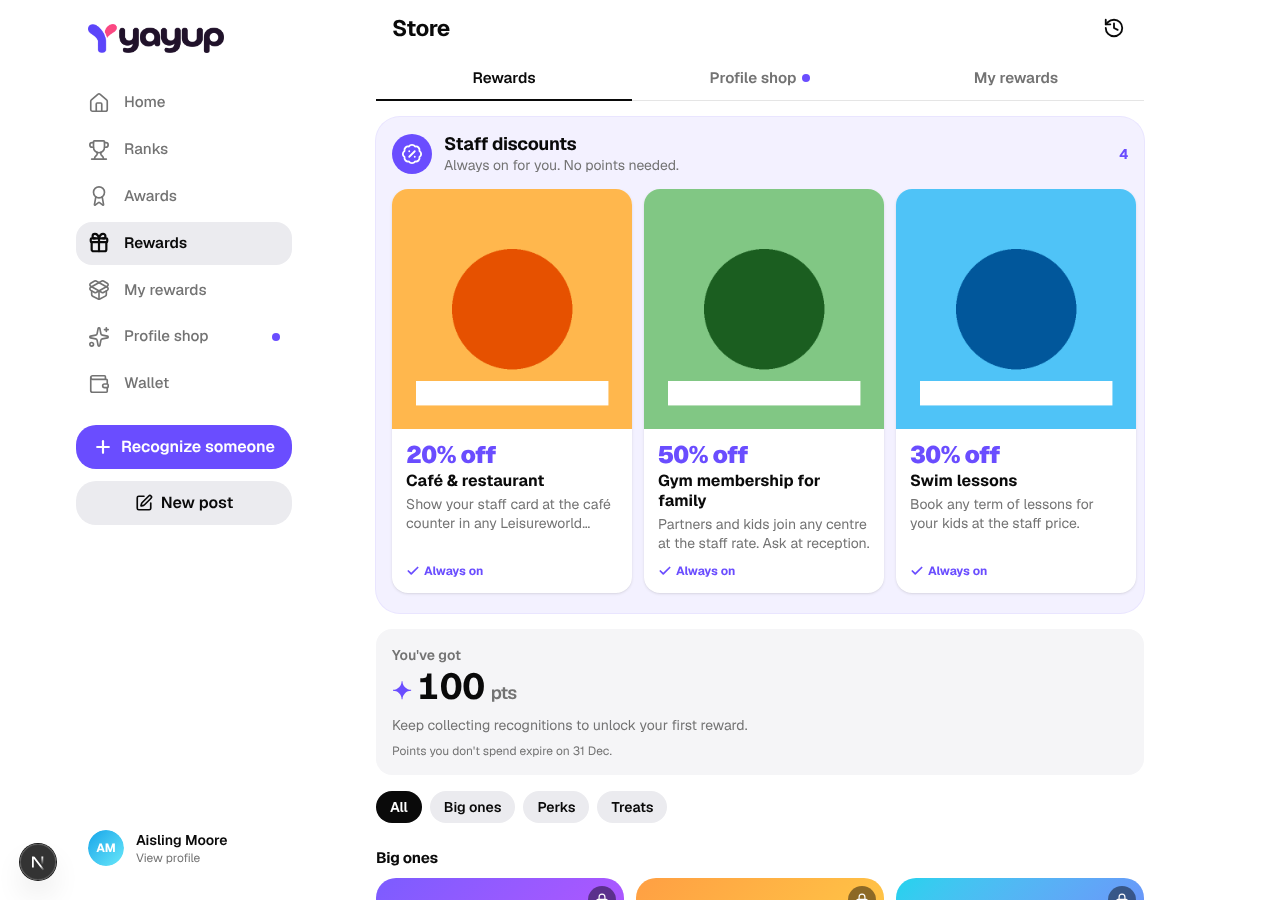 yayup
Home
Ranks
Awards
Rewards
My rewards
Profile shop
Wallet
Recognize someone
New post
AM
Aisling Moore
View profile
N
Store
Rewards
Profile shop
My rewards
Staff discounts
Always on for you. No points needed.
4
20% off
Café & restaurant
Show your staff card at the café
counter in any Leisureworld...
Always on
50% off
Gym membership for
family
Partners and kids join any centre
at the staff rate. Ask at reception.
Always on
30% off
Swim lessons
Book any term of lessons for
your kids at the staff price.
Always on
You've got
100 pts
Keep collecting recognitions to unlock your first reward.
Points you don't spend expire on 31 Dec.
All
Big ones
Perks
Treats
Big ones